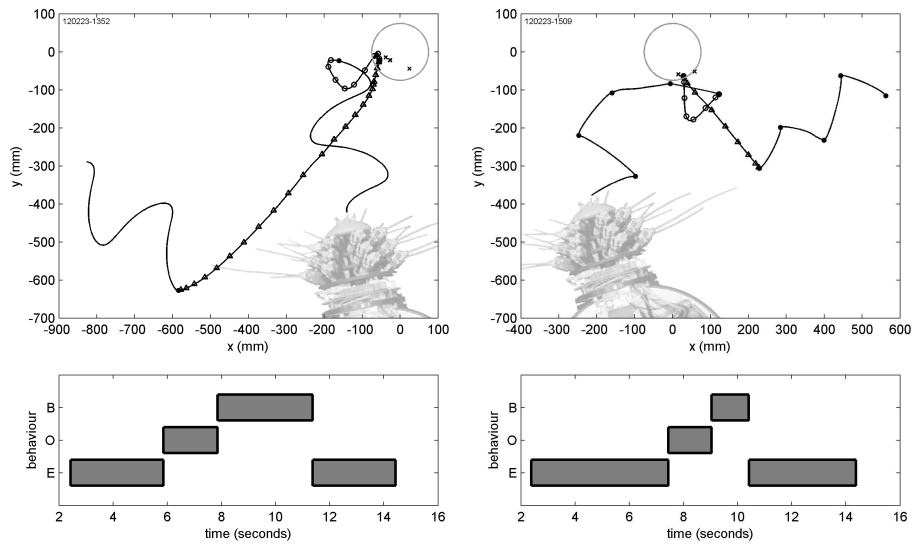 120223-1352
100
0
-100
-200
-300
-400
-500
-600
-700
y (mm)
-900 -800 -700 -600 -500 -400 -300 -200 -100 0 100
x (mm)
120223-1509
100
0
-100
-200
-300
-400
-500
-600
-700
y (mm)
-400 -300 -200 -100 0 100 200 300 400 500 600
x (mm)
B
O
E
behaviour
2 4 6 8 10 12 14 16
time (seconds)
B
O
E
behaviour
2 4 6 8 10 12 14 16
time (seconds)